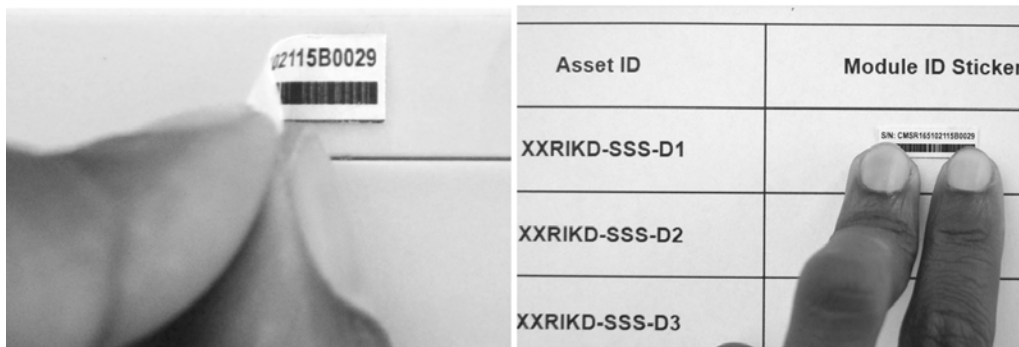 02115B0029
Asset ID
Module ID Sticker
S/N: CMSR165102115B0029
XXRIKD-SSS-D1
XXRIKD-SSS-D2
XXRIKD-SSS-D3